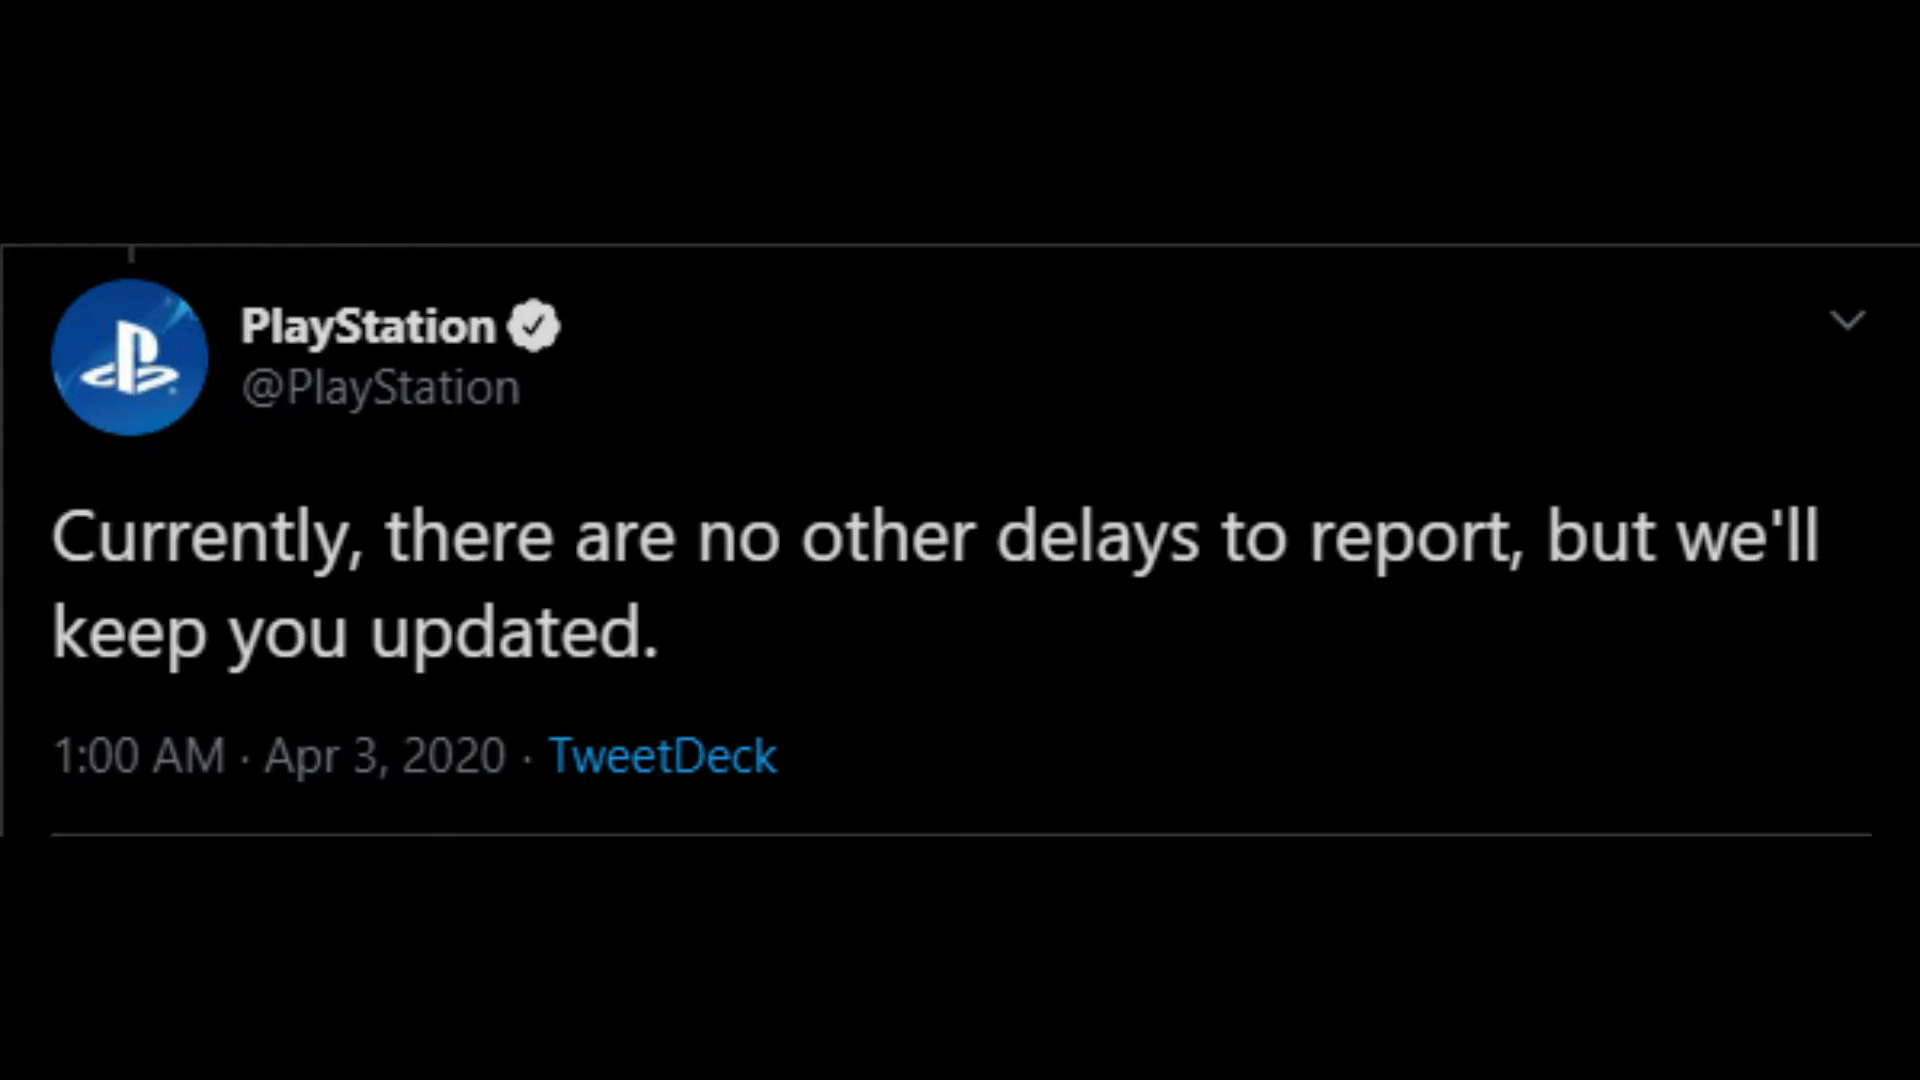 PlayStation
@PlayStation
Currently, there are no other delays to report, but we'll
keep you updated.
1:00 AM · Apr 3, 2020 · TweetDeck